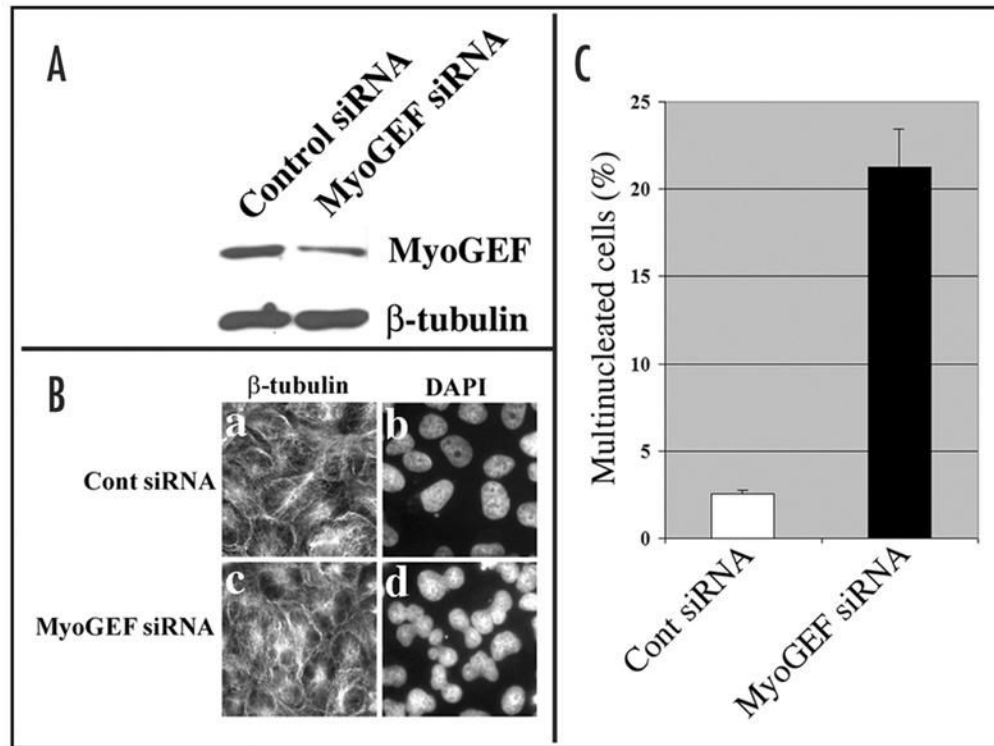 A
Control siRNA
MyoGEF siRNA
MyoGEF
β-tubulin
B
β-tubulin
DAPI
Cont siRNA
a
b
MyoGEF siRNA
c
d
C
Multinucleated cells (%)
25
20
15
10
5
0
Cont siRNA
MyoGEF siRNA